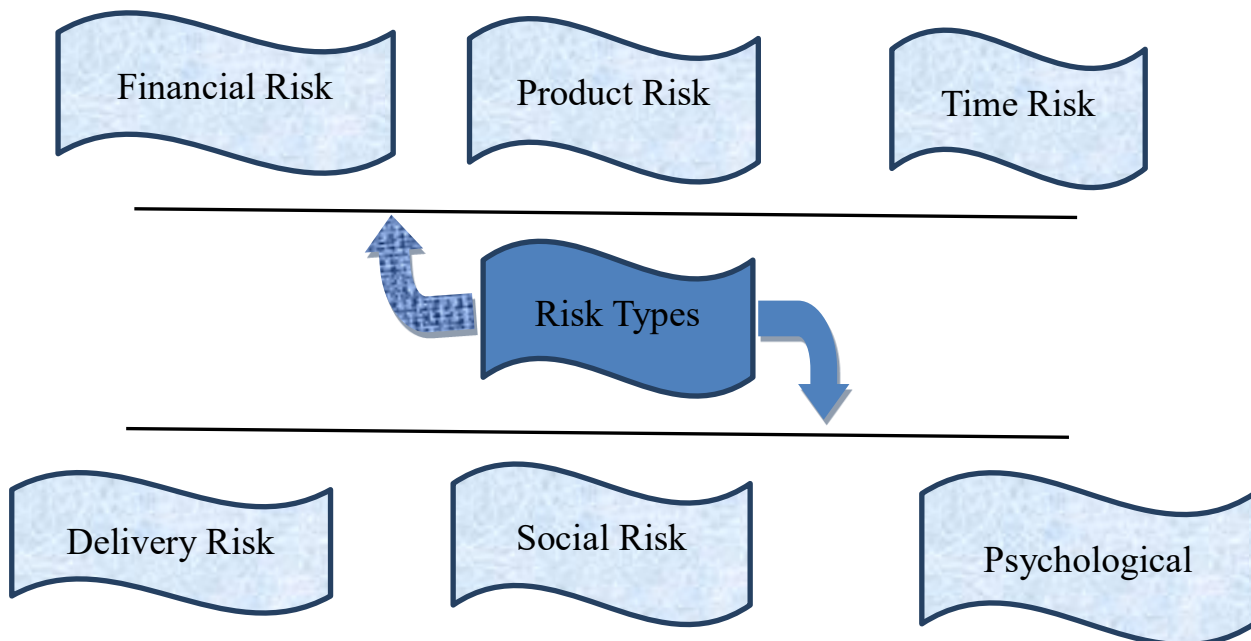 Financial Risk
Product Risk
Time Risk
Risk Types
Delivery Risk
Social Risk
Psychological